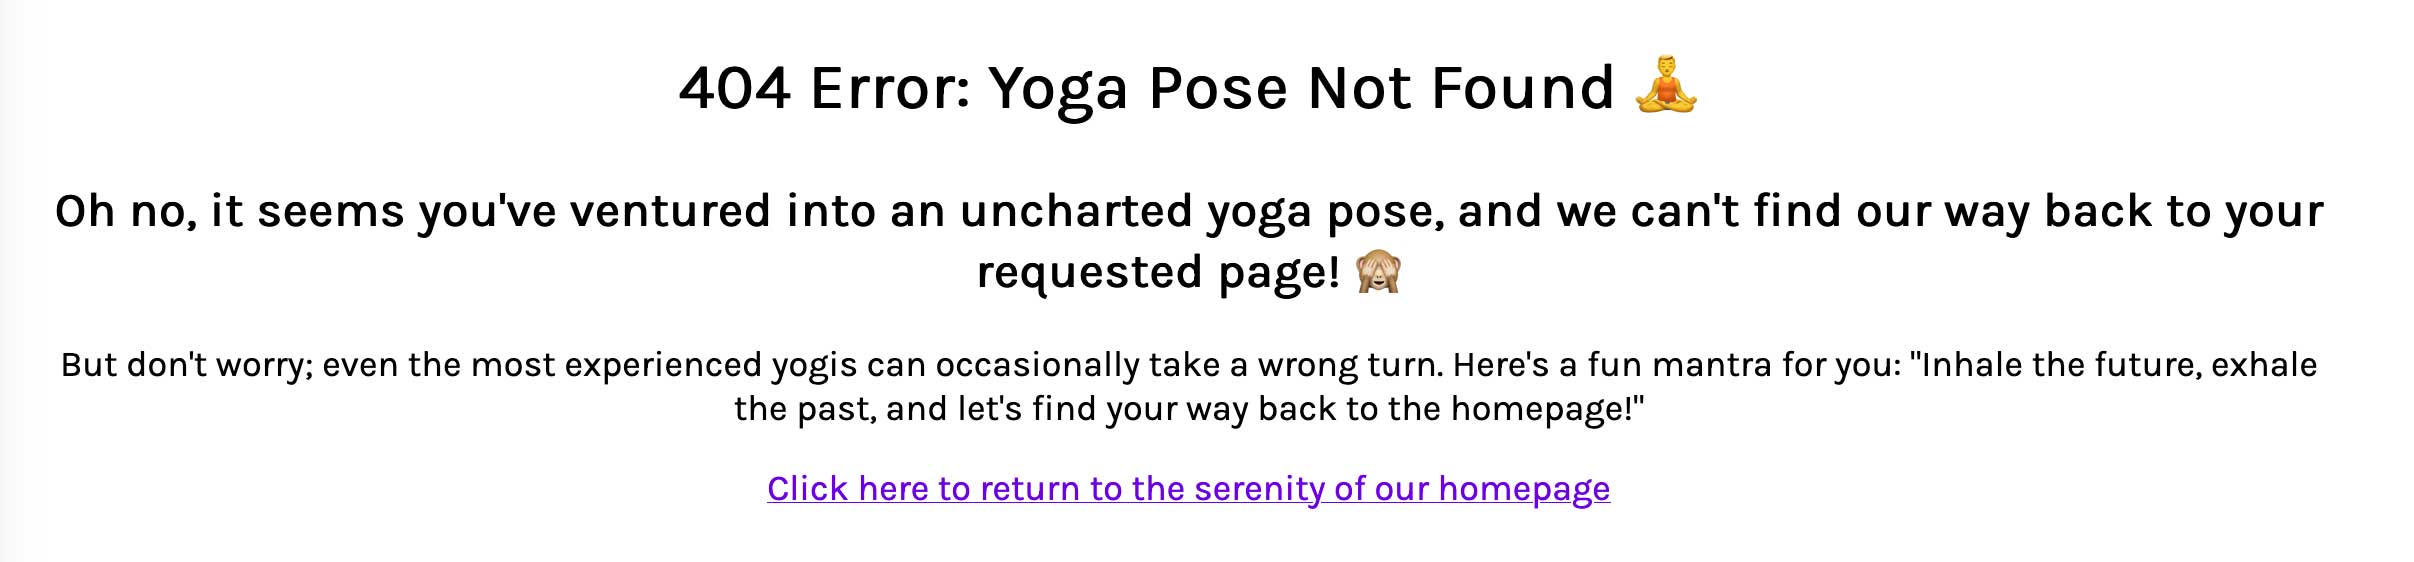 404 Error: Yoga Pose Not Found 🧘‍♂️
Oh no, it seems you've ventured into an uncharted yoga pose, and we can't find our way back to your
requested page! 🙈
But don't worry; even the most experienced yogis can occasionally take a wrong turn. Here's a fun mantra for you: "Inhale the future, exhale
the past, and let's find your way back to the homepage!"
Click here to return to the serenity of our homepage